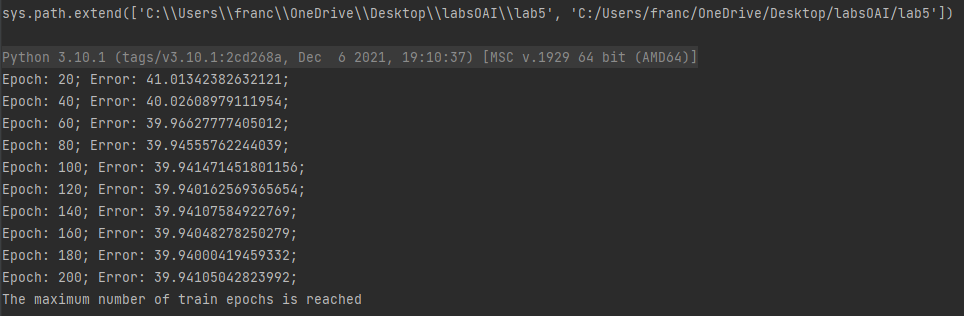 sys.path.extend(['C:\\Users\\franc\\OneDrive\\Desktop\\labsOAI\\lab5', 'C:/Users/franc/OneDrive/Desktop/labsOAI/lab5'])
Python 3.10.1 (tags/v3.10.1:2cd268a, Dec  6 2021, 19:10:37) [MSC v.1929 64 bit (AMD64)]
Epoch: 20; Error: 41.01342382632121;
Epoch: 40; Error: 40.02608979111954;
Epoch: 60; Error: 39.96627777405012;
Epoch: 80; Error: 39.94555762244039;
Epoch: 100; Error: 39.941471451801156;
Epoch: 120; Error: 39.940162569365654;
Epoch: 140; Error: 39.94107584922769;
Epoch: 160; Error: 39.94048278250279;
Epoch: 180; Error: 39.94000419459332;
Epoch: 200; Error: 39.94105042823992;
The maximum number of train epochs is reached